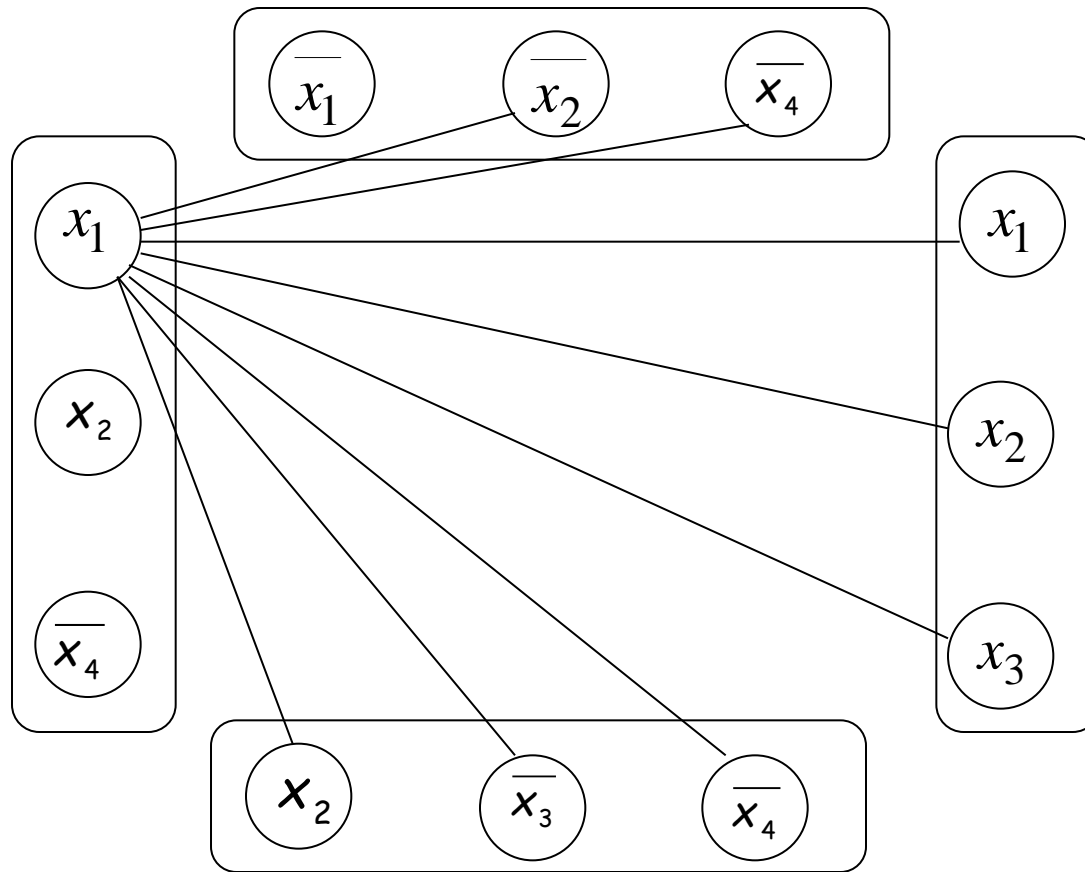 x̅₁ x̅₂ x̅₄
x₁ x₁
x₂ x₂
x̅₄ x₃
x₂ x̅₃ x̅₄